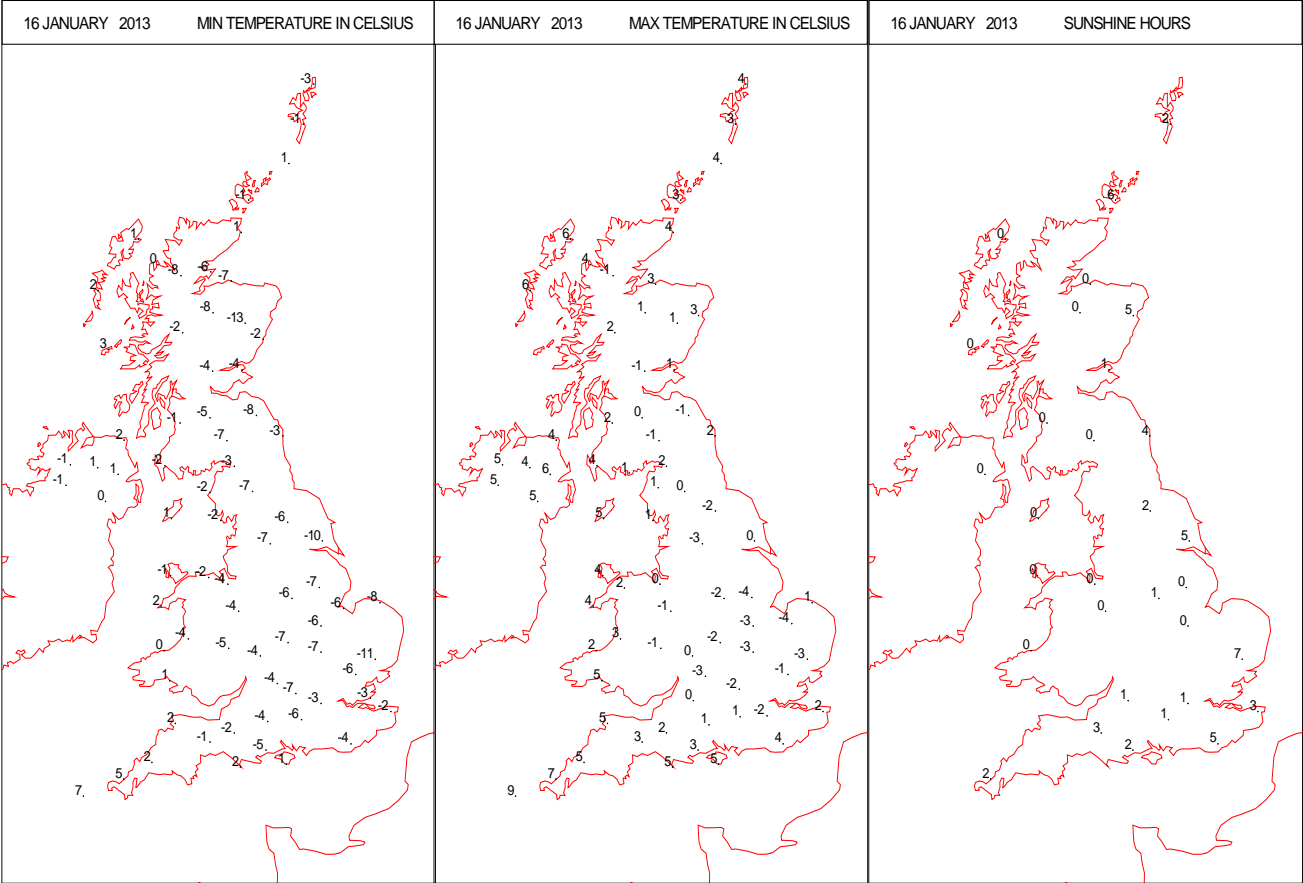 16 JANUARY 2013 MIN TEMPERATURE IN CELSIUS
-3.
-1.
1.
-1.
1.
1
0
-8. -6. -7.
2
-8.
-13.
-2. -2.
3
-4. -4.
-1. -5. -8.
-7. -3.
2.
-1. 1. 1. -2 -3.
-1. -2. -7.
0.
1 -2. -6.
-7. -10.
-1 -2. -4. -7.
2. -4. -6. -6. -8.
-6.
-4. -5. -7. -7.
0 -4. -11.
1 -4. -7. -6.
-3. -3. -2.
2. -4. -6.
-1. -2. -5. -4.
2 2. 1
5
7.
16 JANUARY 2013 MAX TEMPERATURE IN CELSIUS
4.
3.
4.
3.
4.
6.
4 -1. 3
6.
1. 1. 3.
2.
-1. 1
2. 0. -1.
-1. 2
4.
5. 4. 6. 4. 1 2.
5. 1. 0.
5.
5. 1 -2.
-3. 0.
4. 2. 0. -2. -4. 1.
4. -1. -3. -4.
3. -1. -2. -3.
2 0. -3.
5. -3. -2. -1.
0. 1. -2. 2.
5. 2. 1.
3. 3. 4.
5. 5. 5.
7
9.
16 JANUARY 2013 SUNSHINE HOURS
2.
6.
0.
0.
0. 5.
0.
1.
0. 0. 4
0.
0. 2.
5.
0. 0. 0.
0. 1.
0.
0 7.
1. 1. 3.
3. 1.
2. 5.
2.